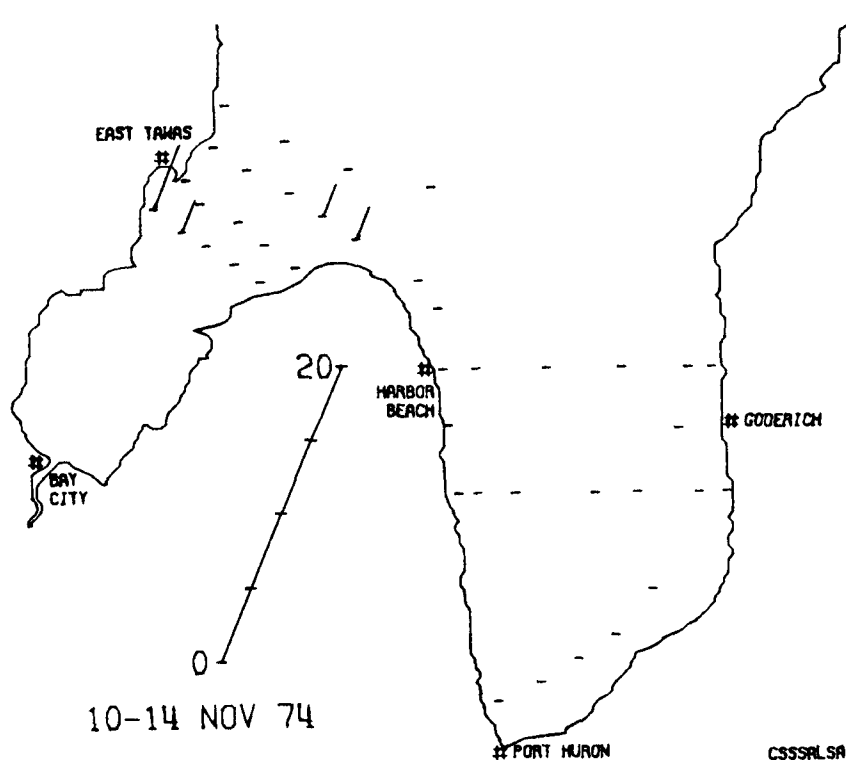 EAST TAWAS
#
20
#
HARBOR
BEACH
# GODERICH
#
BAY
CITY
0
10-14 NOV 74
# PORT HURON
CSSSALSA